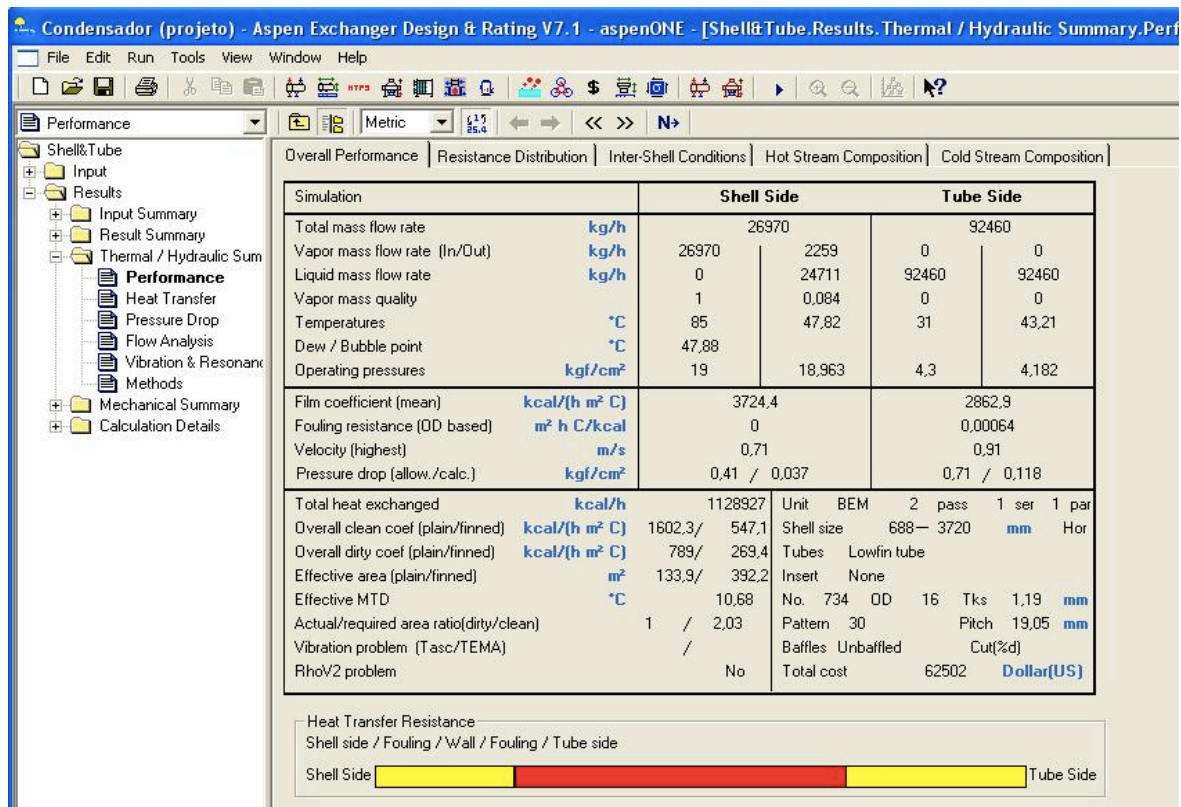 Condensador (projeto) - Aspen Exchanger Design & Rating V7.1 - aspenONE - [Shell&Tube.Results.Thermal / Hydraulic Summary.Perf
File Edit Run Tools View Window Help
HTFS
Performance
Metric
N
Shell&Tube
Input
Results
Input Summary
Result Summary
Thermal / Hydraulic Sum
Performance
Heat Transfer
Pressure Drop
Flow Analysis
Vibration & Resonanc
Methods
Mechanical Summary
Calculation Details
Overall Performance Resistance Distribution Inter-Shell Conditions Hot Stream Composition Cold Stream Composition
Simulation Shell Side Tube Side
Total mass flow rate kg/h 26970 92460
Vapor mass flow rate (In/Out) kg/h 26970 2259 0 0
Liquid mass flow rate kg/h 0 24711 92460 92460
Vapor mass quality 1 0,084 0 0
Temperatures °C 85 47,82 31 43,21
Dew / Bubble point °C 47,88
Operating pressures kgf/cm² 19 18,963 4,3 4,182
Film coefficient (mean) kcal/(h m² C) 3724,4 2862,9
Fouling resistance (OD based) m² h C/kcal 0 0,00064
Velocity (highest) m/s 0,71 0,91
Pressure drop (allow./calc.) kgf/cm² 0,41 / 0,037 0,71 / 0,118
Total heat exchanged kcal/h 1128927 Unit BEM 2 pass 1 ser 1 par
Overall clean coef (plain/finned) kcal/(h m² C) 1602,3/ 547,1 Shell size 688— 3720 mm Hor
Overall dirty coef (plain/finned) kcal/(h m² C) 789/ 269,4 Tubes Lowfin tube
Effective area (plain/finned) m² 133,9/ 392,2 Insert None
Effective MTD °C 10,68 No. 734 OD 16 Tks 1,19 mm
Actual/required area ratio(dirty/clean) 1 / 2,03 Pattern 30 Pitch 19,05 mm
Vibration problem (Tasc/TEMA) / Baffles Unbaffled Cut(%d)
RhoV2 problem No Total cost 62502 Dollar(US)
Heat Transfer Resistance
Shell side / Fouling / Wall / Fouling / Tube side
Shell Side Tube Side